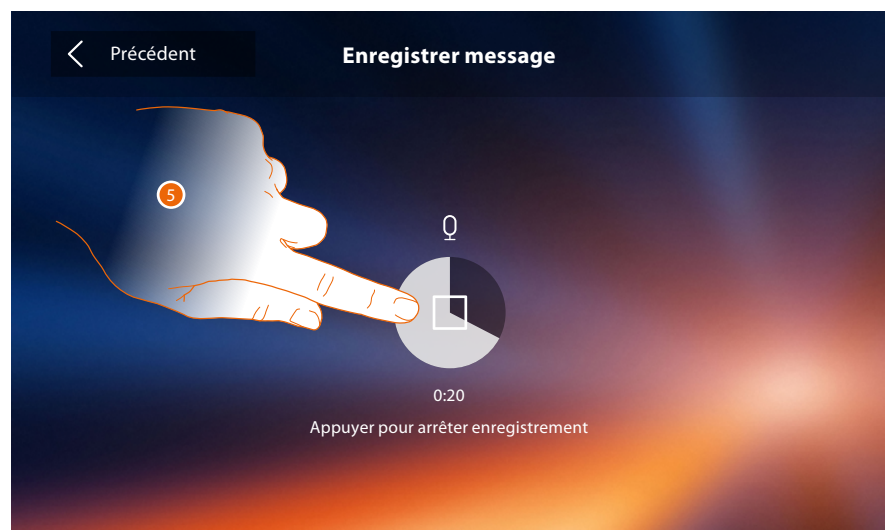 Précédent
Enregistrer message
5
0:20
Appuyer pour arrêter enregistrement